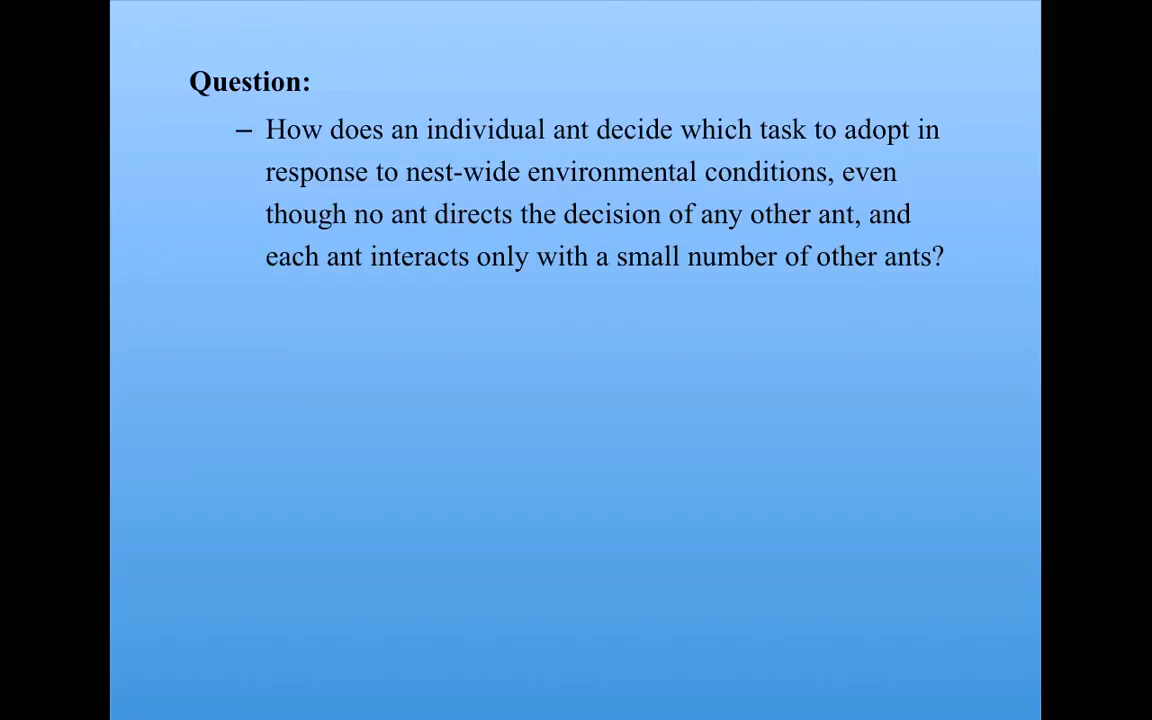 Question:
– How does an individual ant decide which task to adopt in
response to nest-wide environmental conditions, even
though no ant directs the decision of any other ant, and
each ant interacts only with a small number of other ants?